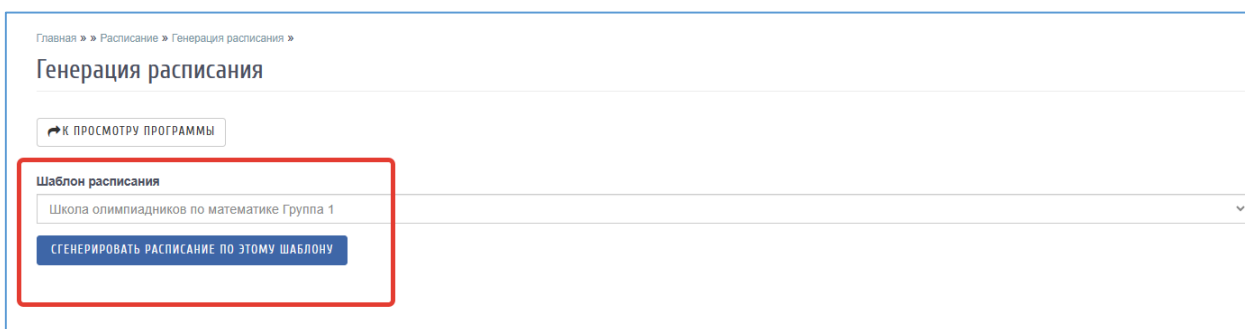 Главная » » Расписание » Генерация расписания »
Генерация расписания
К ПРОСМОТРУ ПРОГРАММЫ
Шаблон расписания
Школа олимпиадников по математике Группа 1
СГЕНЕРИРОВАТЬ РАСПИСАНИЕ ПО ЭТОМУ ШАБЛОНУ